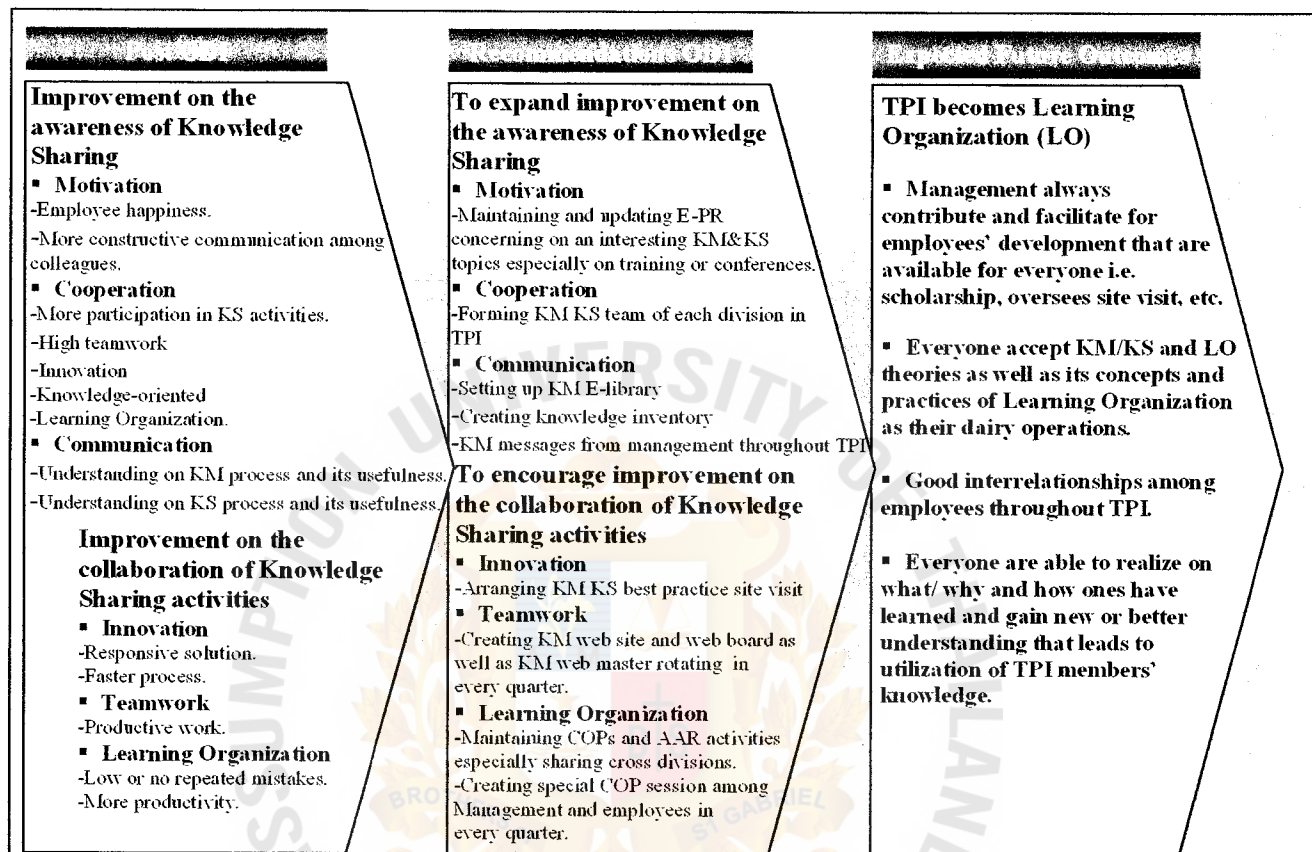 Improvement on the
awareness of Knowledge
Sharing
▪ Motivation
-Employee happiness.
-More constructive communication among
colleagues.
▪ Cooperation
-More participation in KS activities.
-High teamwork
-Innovation
-Knowledge-oriented
-Learning Organization.
▪ Communication
-Understanding on KM process and its usefulness.
-Understanding on KS process and its usefulness.
Improvement on the
collaboration of Knowledge
Sharing activities
▪ Innovation
-Responsive solution.
-Faster process.
▪ Teamwork
-Productive work.
▪ Learning Organization
-Low or no repeated mistakes.
-More productivity.
To expand improvement on
the awareness of Knowledge
Sharing
▪ Motivation
-Maintaining and updating E-PR
concerning on an interesting KM&KS
topics especially on training or conferences.
▪ Cooperation
-Forming KM KS team of each division in
TPI
▪ Communication
-Setting up KM E-library
-Creating knowledge inventory
-KM messages from management throughout TPI
To encourage improvement on
the collaboration of Knowledge
Sharing activities
▪ Innovation
-Arranging KM KS best practice site visit
▪ Teamwork
-Creating KM web site and web board as
well as KM web master rotating in
every quarter.
▪ Learning Organization
-Maintaining COPs and AAR activities
especially sharing cross divisions.
-Creating special COP session among
Management and employees in
every quarter.
TPI becomes Learning
Organization (LO)
▪ Management always
contribute and facilitate for
employees' development that are
available for everyone i.e.
scholarship, oversees site visit, etc.
▪ Everyone accept KM/KS and LO
theories as well as its concepts and
practices of Learning Organization
as their dairy operations.
▪ Good interrelationships among
employees throughout TPI.
▪ Everyone are able to realize on
what/ why and how ones have
learned and gain new or better
understanding that leads to
utilization of TPI members'
knowledge.
UNIVERSITY OF
ST GABRIEL